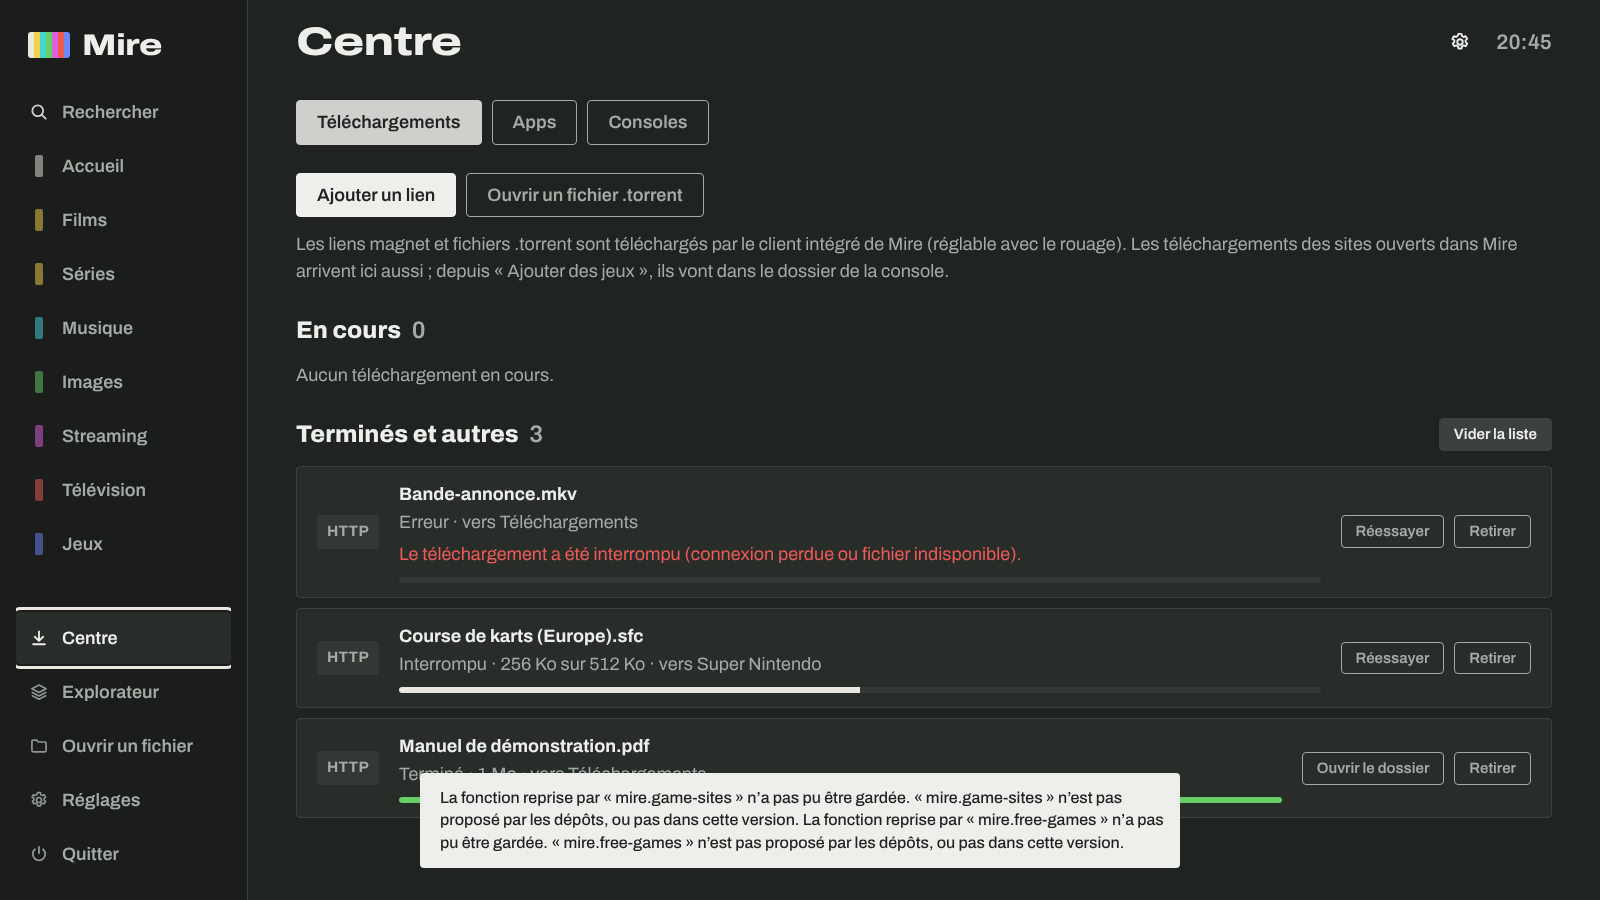 Mire
Rechercher
Accueil
Films
Séries
Musique
Images
Streaming
Télévision
Jeux
Centre
Explorateur
Ouvrir un fichier
Réglages
Quitter
Centre
20:45
Téléchargements
Apps
Consoles
Ajouter un lien
Ouvrir un fichier .torrent
Les liens magnet et fichiers .torrent sont téléchargés par le client intégré de Mire (réglable avec le rouage). Les téléchargements des sites ouverts dans Mire
arrivent ici aussi ; depuis « Ajouter des jeux », ils vont dans le dossier de la console.
En cours 0
Aucun téléchargement en cours.
Terminés et autres 3
Vider la liste
HTTP
Bande-annonce.mkv
Erreur · vers Téléchargements
Le téléchargement a été interrompu (connexion perdue ou fichier indisponible).
Réessayer
Retirer
HTTP
Course de karts (Europe).sfc
Interrompu · 256 Ko sur 512 Ko · vers Super Nintendo
Réessayer
Retirer
HTTP
Manuel de démonstration.pdf
Terminé · 1 Mo · vers Téléchargements
Ouvrir le dossier
Retirer
La fonction reprise par « mire.game-sites » n’a pas pu être gardée. « mire.game-sites » n’est pas
proposé par les dépôts, ou pas dans cette version. La fonction reprise par « mire.free-games » n’a pas
pu être gardée. « mire.free-games » n’est pas proposé par les dépôts, ou pas dans cette version.